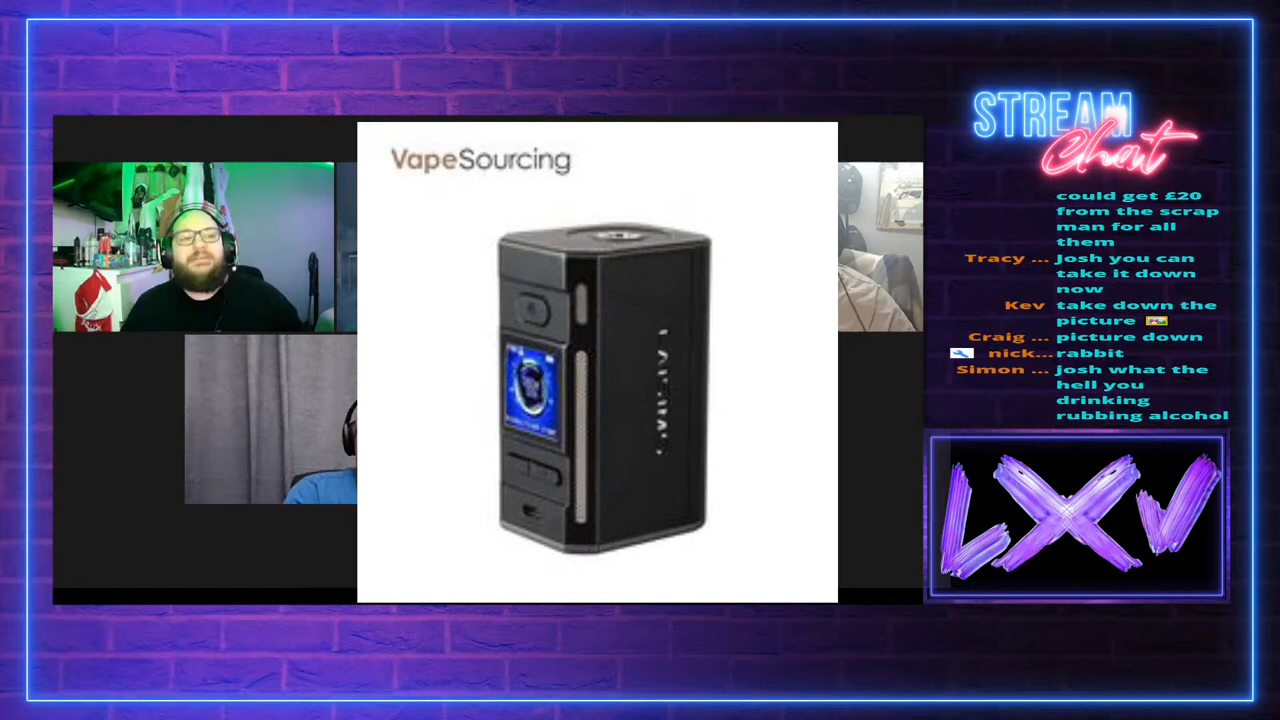 VapeSourcing
STREAM
Chat
could get £20
from the scrap
man for all
them
Tracy ... Josh you can
take it down
now
Kev take down the
picture
Craig ... picture down
nick... rabbit
Simon ... josh what the
hell you
drinking
rubbing alcohol
LXV